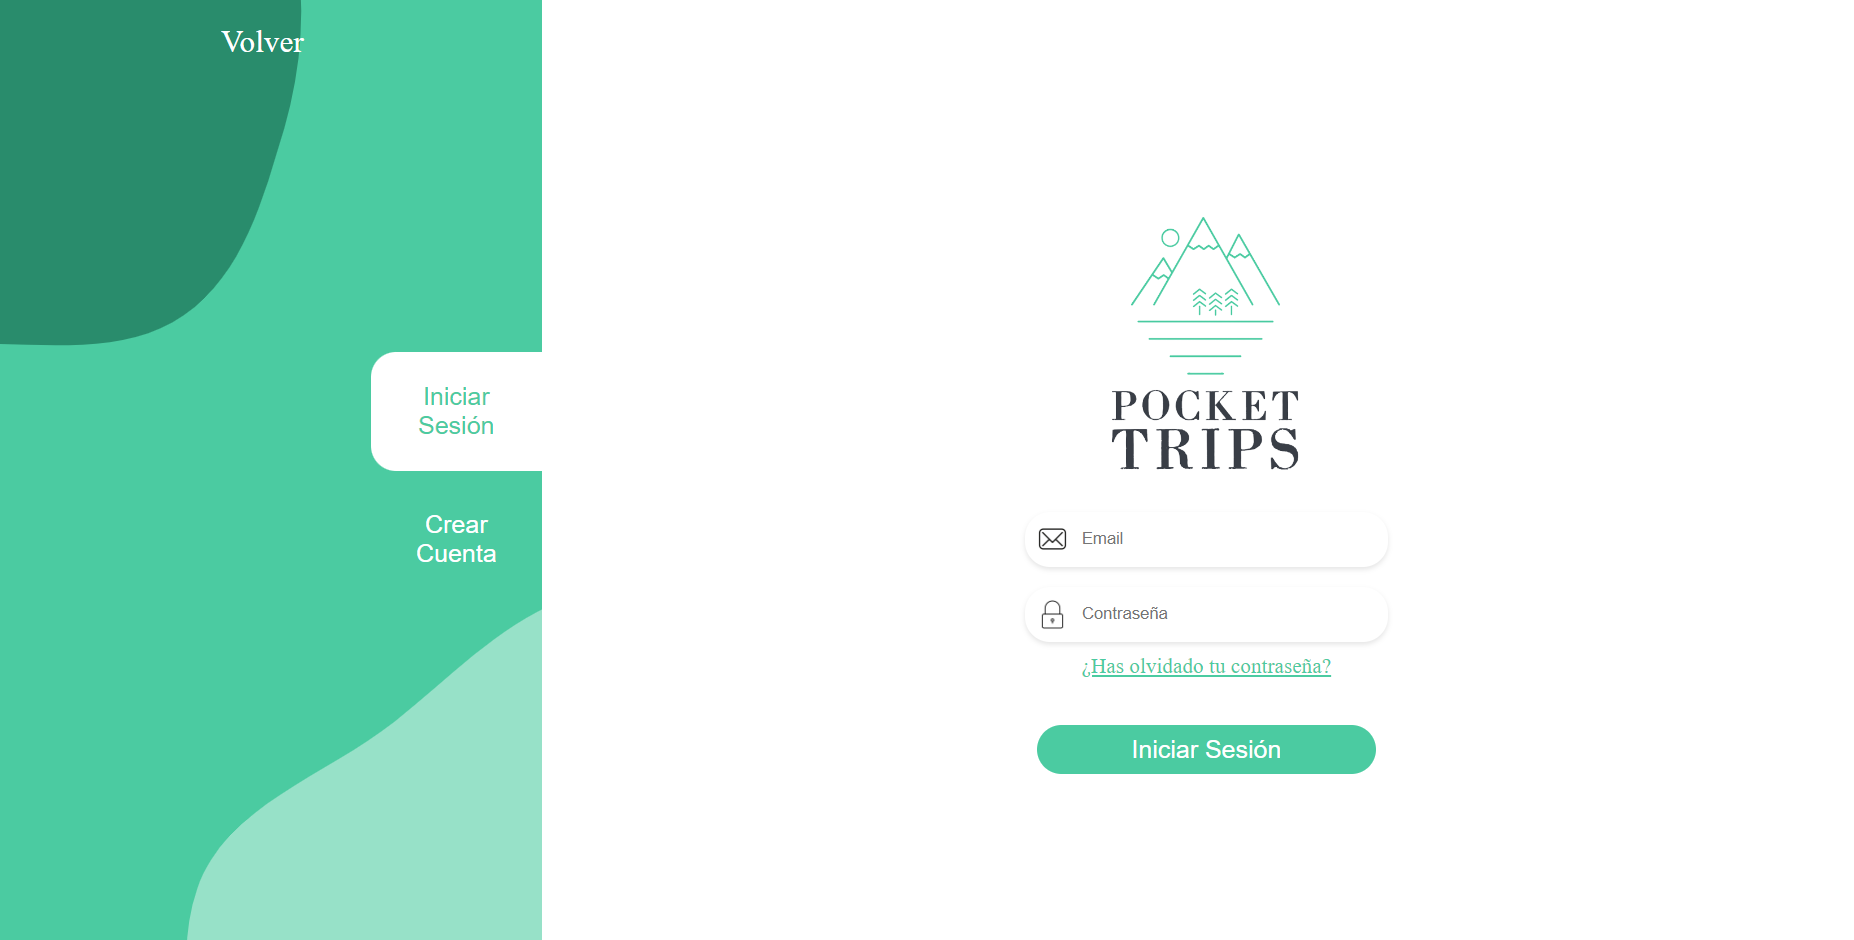 Volver
Iniciar
Sesión
Crear
Cuenta
POCKET
TRIPS
Email
Contraseña
¿Has olvidado tu contraseña?
Iniciar Sesión